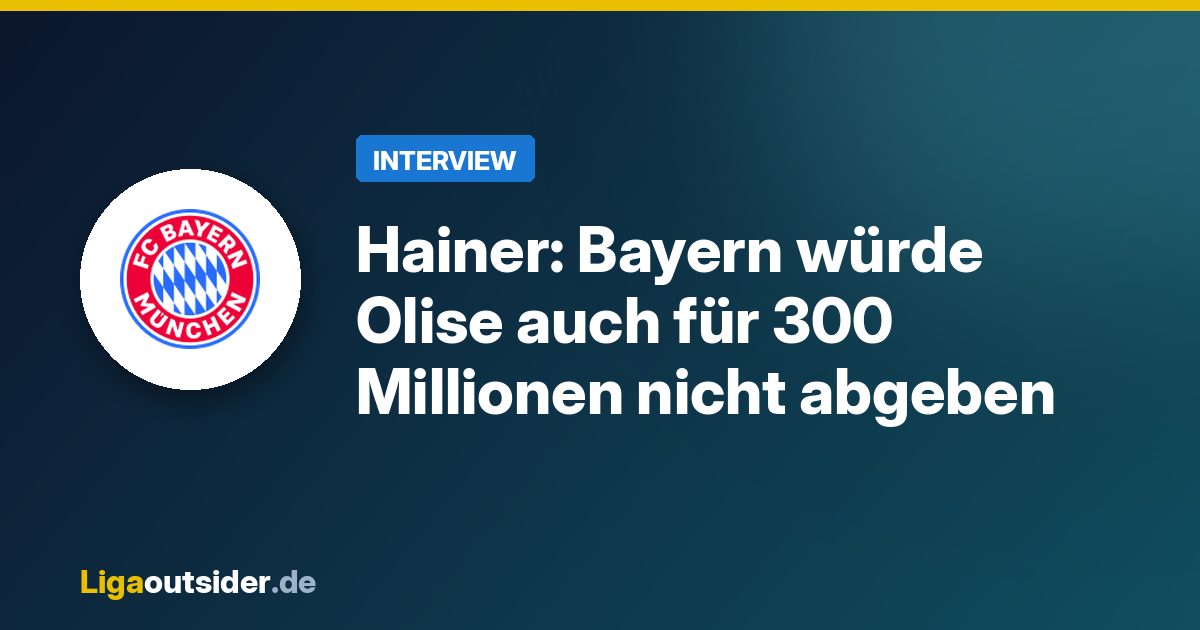 FC BAYERN
MÜNCHEN
INTERVIEW
Hainer: Bayern würde
Olise auch für 300
Millionen nicht abgeben
Ligaoutsider.de